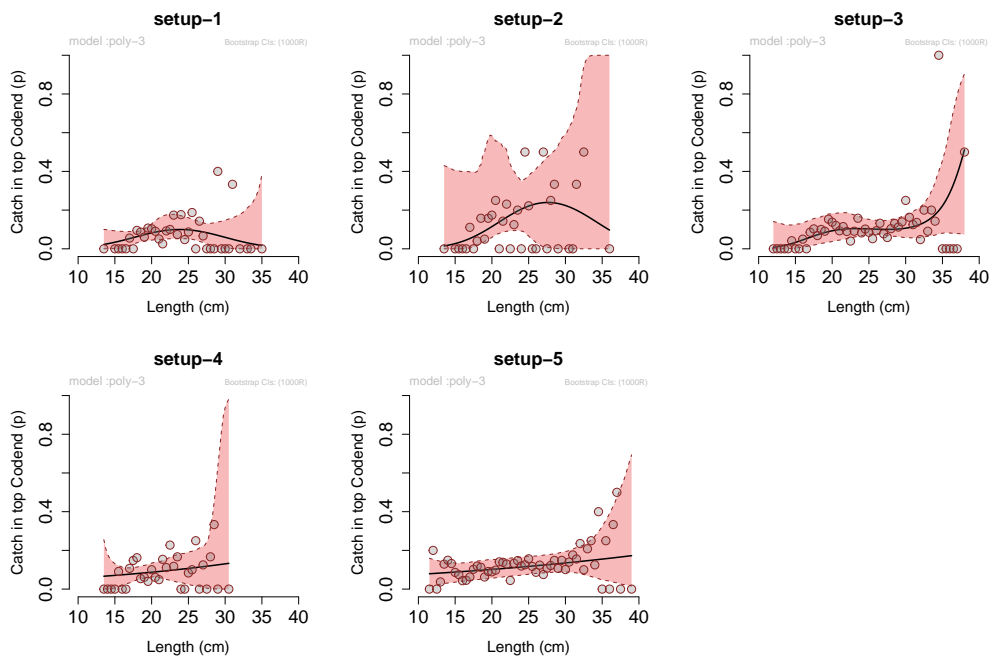 setup−1
model :poly−3 Bootstrap CIs: (1000R)
Catch in top Codend (p)
0.0 0.4 0.8
10 15 20 25 30 35 40
Length (cm)
setup−2
model :poly−3 Bootstrap CIs: (1000R)
Catch in top Codend (p)
0.0 0.4 0.8
10 15 20 25 30 35 40
Length (cm)
setup−3
model :poly−3 Bootstrap CIs: (1000R)
Catch in top Codend (p)
0.0 0.4 0.8
10 15 20 25 30 35 40
Length (cm)
setup−4
model :poly−3 Bootstrap CIs: (1000R)
Catch in top Codend (p)
0.0 0.4 0.8
10 15 20 25 30 35 40
Length (cm)
setup−5
model :poly−3 Bootstrap CIs: (1000R)
Catch in top Codend (p)
0.0 0.4 0.8
10 15 20 25 30 35 40
Length (cm)